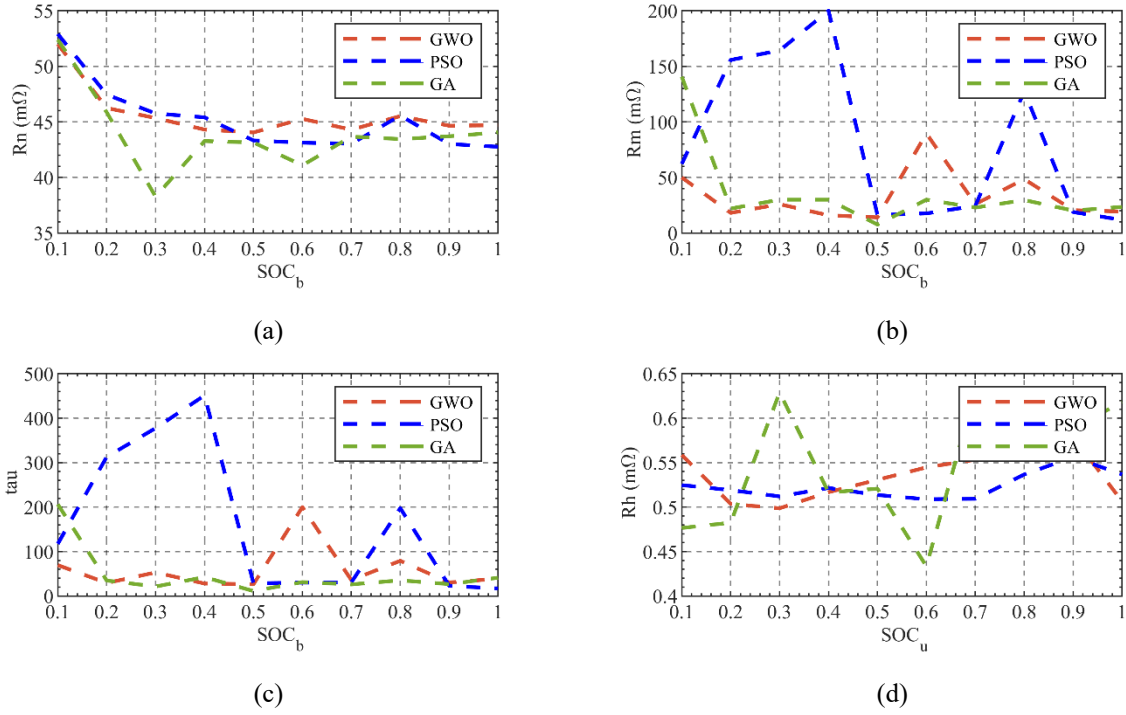 55
50
45
40
35
Rn (mΩ)
0.1 0.2 0.3 0.4 0.5 0.6 0.7 0.8 0.9 1
SOC_b
GWO
PSO
GA
(a)
200
150
100
50
0
Rm (mΩ)
0.1 0.2 0.3 0.4 0.5 0.6 0.7 0.8 0.9 1
SOC_b
GWO
PSO
GA
(b)
500
400
300
200
100
0
tau
0.1 0.2 0.3 0.4 0.5 0.6 0.7 0.8 0.9 1
SOC_b
GWO
PSO
GA
(c)
0.65
0.6
0.55
0.5
0.45
0.4
Rh (mΩ)
0.1 0.2 0.3 0.4 0.5 0.6 0.7 0.8 0.9 1
SOC_u
GWO
PSO
GA
(d)